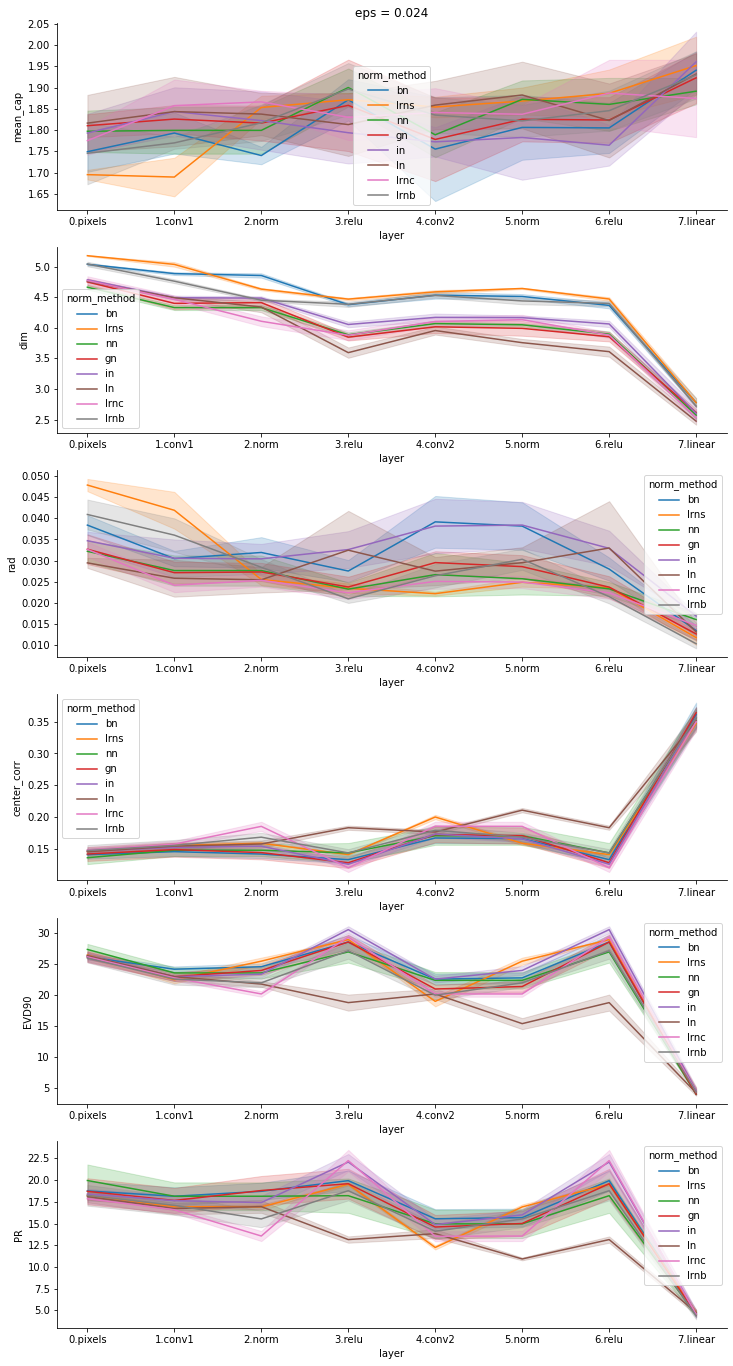 eps = 0.024
2.05
2.00
1.95
1.90
1.85
1.80
1.75
1.70
1.65
mean_cap
norm_method
bn
lrns
nn
gn
in
ln
lrnc
lrnb
0.pixels 1.conv1 2.norm 3.relu 4.conv2 5.norm 6.relu 7.linear
layer
5.0
4.5
4.0
3.5
3.0
2.5
dim
norm_method
bn
lrns
nn
gn
in
ln
lrnc
lrnb
0.pixels 1.conv1 2.norm 3.relu 4.conv2 5.norm 6.relu 7.linear
layer
0.050
0.045
0.040
0.035
0.030
0.025
0.020
0.015
0.010
rad
norm_method
bn
lrns
nn
gn
in
ln
lrnc
lrnb
0.pixels 1.conv1 2.norm 3.relu 4.conv2 5.norm 6.relu 7.linear
layer
0.35
0.30
0.25
0.20
0.15
center_corr
norm_method
bn
lrns
nn
gn
in
ln
lrnc
lrnb
0.pixels 1.conv1 2.norm 3.relu 4.conv2 5.norm 6.relu 7.linear
layer
30
25
20
15
10
5
EVD90
norm_method
bn
lrns
nn
gn
in
ln
lrnc
lrnb
0.pixels 1.conv1 2.norm 3.relu 4.conv2 5.norm 6.relu 7.linear
layer
22.5
20.0
17.5
15.0
12.5
10.0
7.5
5.0
PR
norm_method
bn
lrns
nn
gn
in
ln
lrnc
lrnb
0.pixels 1.conv1 2.norm 3.relu 4.conv2 5.norm 6.relu 7.linear
layer